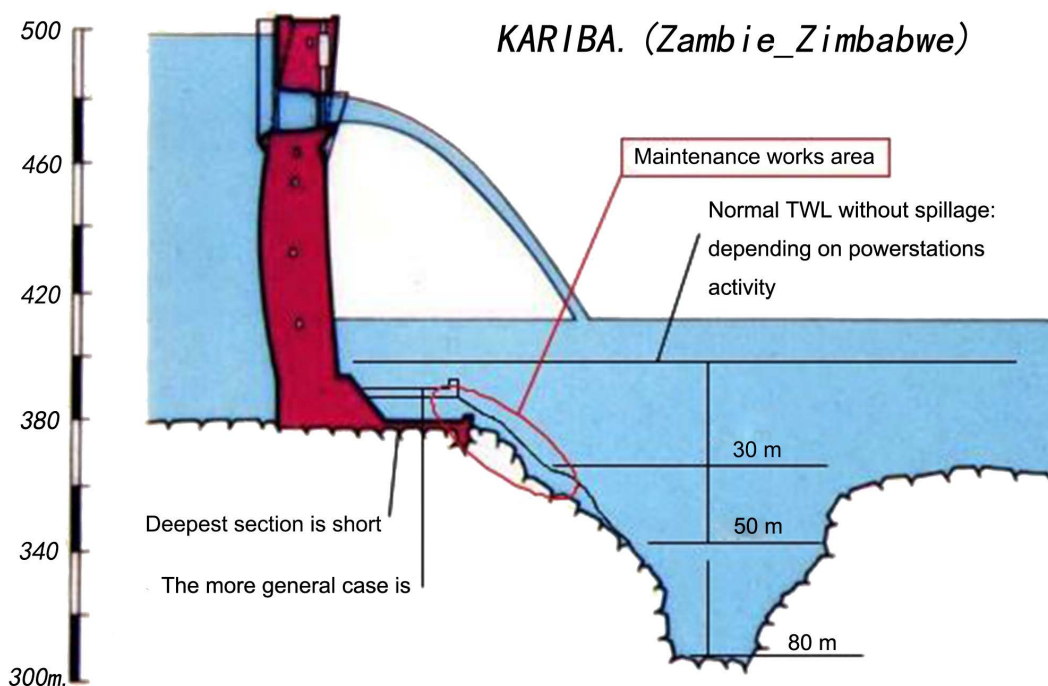 KARIBA. (Zambie_Zimbabwe)
500
460
420
380
340
300m.
Maintenance works area
Normal TWL without spillage:
depending on powerstations
activity
30 m
50 m
80 m
Deepest section is short
The more general case is